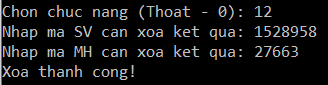 Chon chuc nang (Thoat - 0): 12
Nhap ma SV can xoa ket qua: 1528958
Nhap ma MH can xoa ket qua: 27663
Xoa thanh cong!